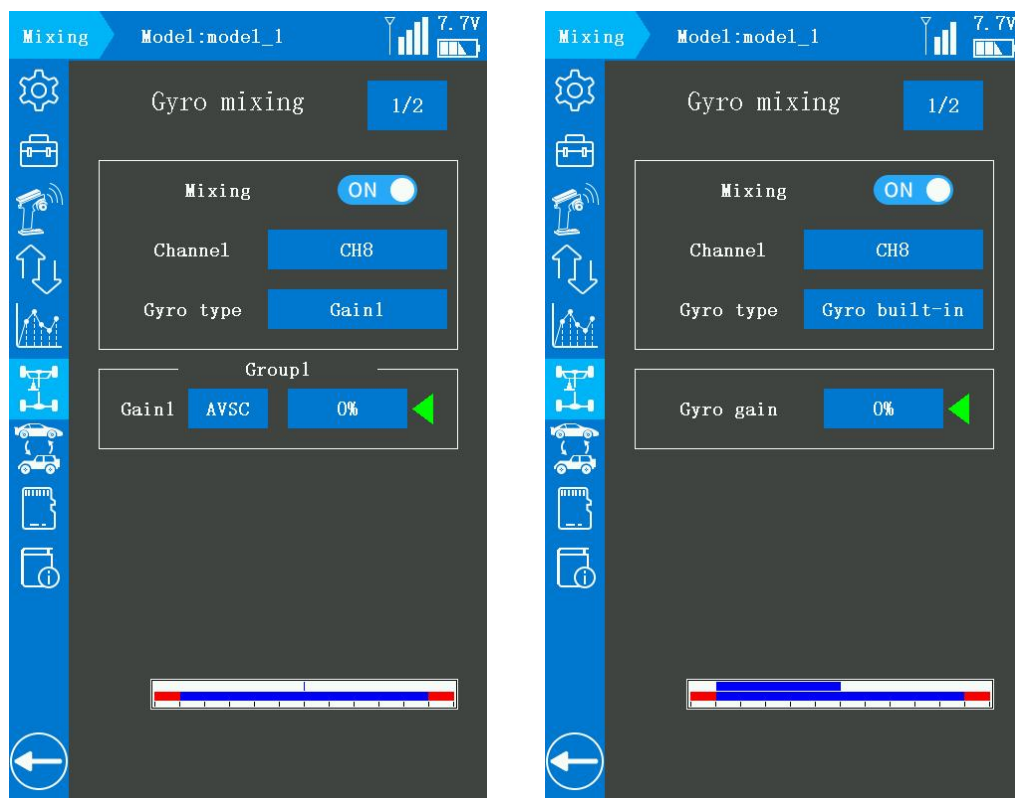 Mixing Model:model_1 7.7V
Gyro mixing 1/2
Mixing ON
Channel CH8
Gyro type Gain1
Group1
Gain1 AVSC 0%
Mixing Model:model_1 7.7V
Gyro mixing 1/2
Mixing ON
Channel CH8
Gyro type Gyro built-in
Gyro gain 0%